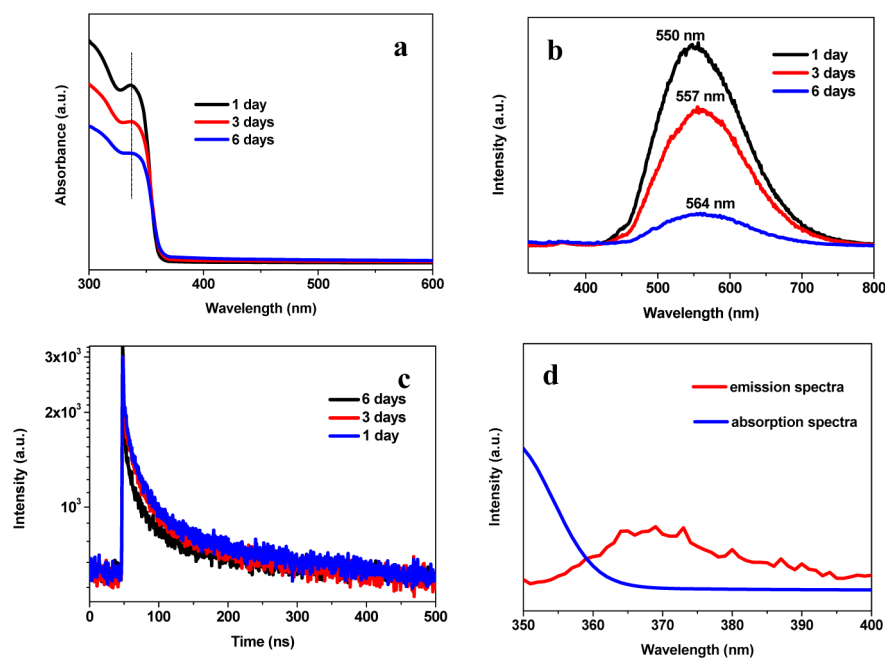 a
1 day
3 days
6 days
Absorbance (a.u.)
300 400 500 600
Wavelength (nm)
b
550 nm
557 nm
564 nm
1 day
3 days
6 days
Intensity (a.u.)
400 500 600 700 800
Wavelength (nm)
c
6 days
3 days
1 day
3x10³
2x10³
10³
Intensity (a.u.)
0 100 200 300 400 500
Time (ns)
d
emission spectra
absorption spectra
Intensity (a.u.)
350 360 370 380 390 400
Wavelength (nm)